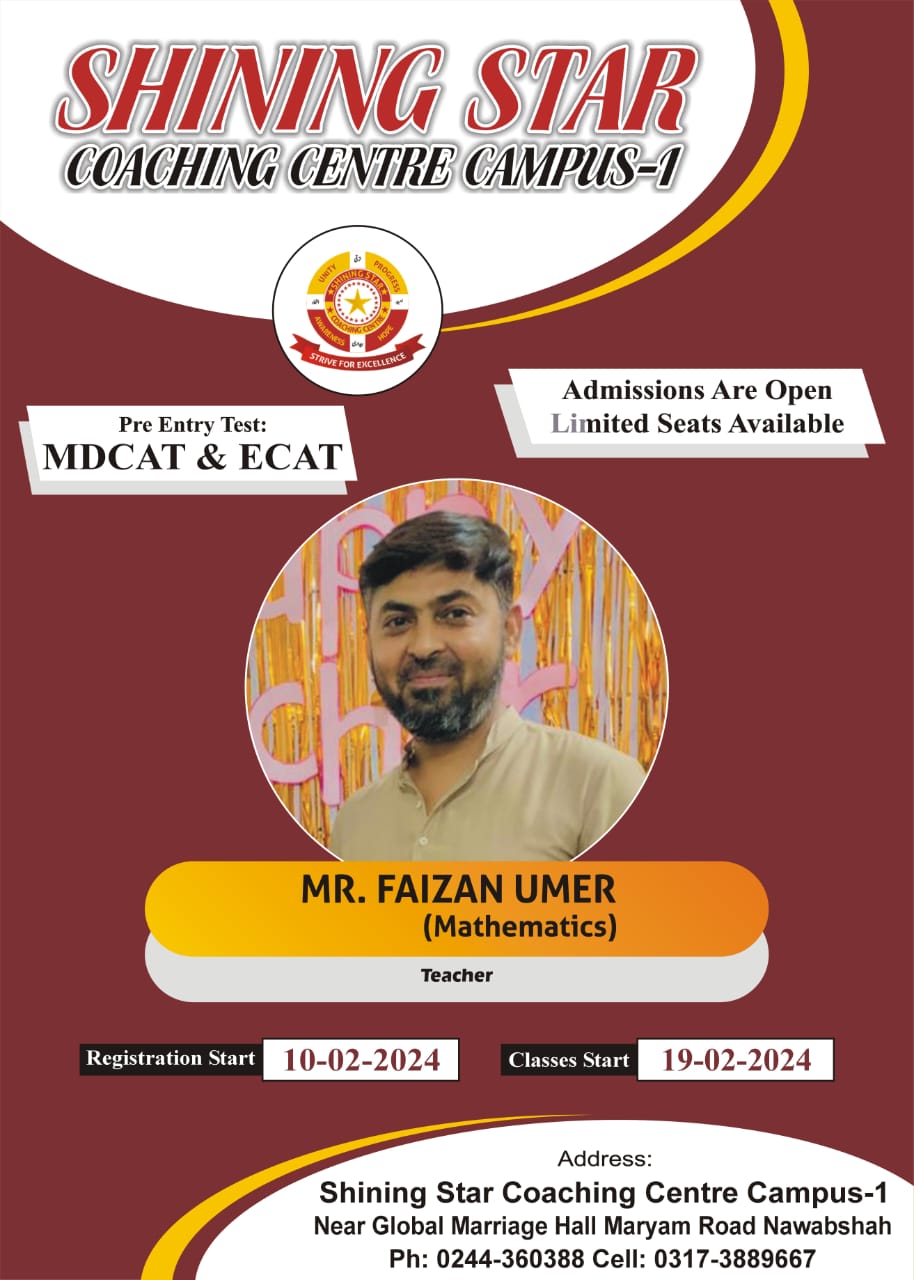 SHINING STAR
COACHING CENTRE CAMPUS-1
UNITY
PROGRESS
SHINING STAR
COACHING CENTRE
AWARENESS
HOPE
STRIVE FOR EXCELLENCE
Pre Entry Test:
MDCAT & ECAT
Admissions Are Open
Limited Seats Available
MR. FAIZAN UMER
(Mathematics)
Teacher
Registration Start 10-02-2024
Classes Start 19-02-2024
Address:
Shining Star Coaching Centre Campus-1
Near Global Marriage Hall Maryam Road Nawabshah
Ph: 0244-360388 Cell: 0317-3889667